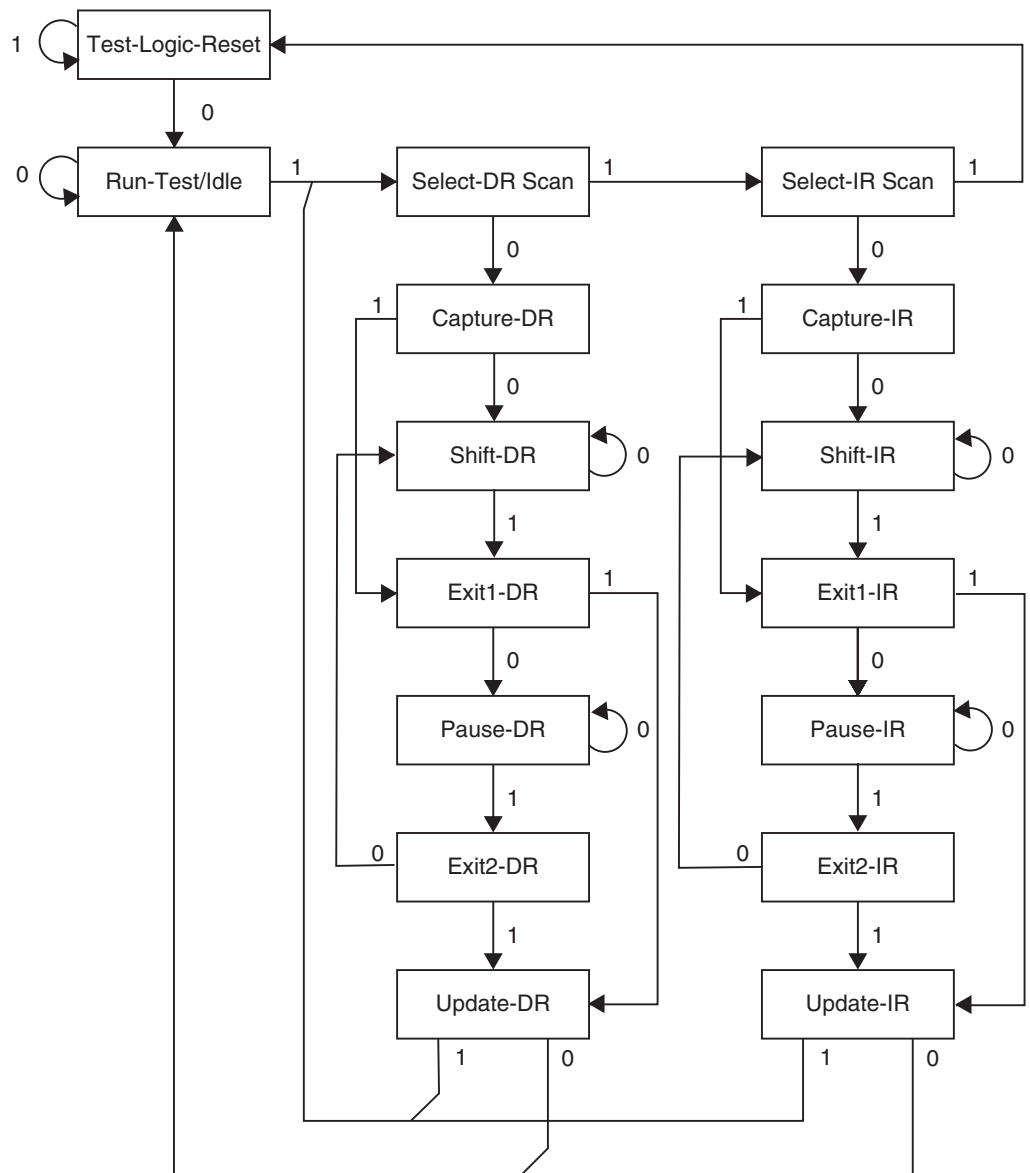 1 Test-Logic-Reset
0
0 Run-Test/Idle 1 Select-DR Scan 1 Select-IR Scan 1
0 0
1 Capture-DR 1 Capture-IR
0 0
Shift-DR 0 Shift-IR 0
1 1
Exit1-DR 1 Exit1-IR 1
0 0
Pause-DR 0 Pause-IR 0
1 1
0 Exit2-DR 0 Exit2-IR
1 1
Update-DR Update-IR
1 0 1 0